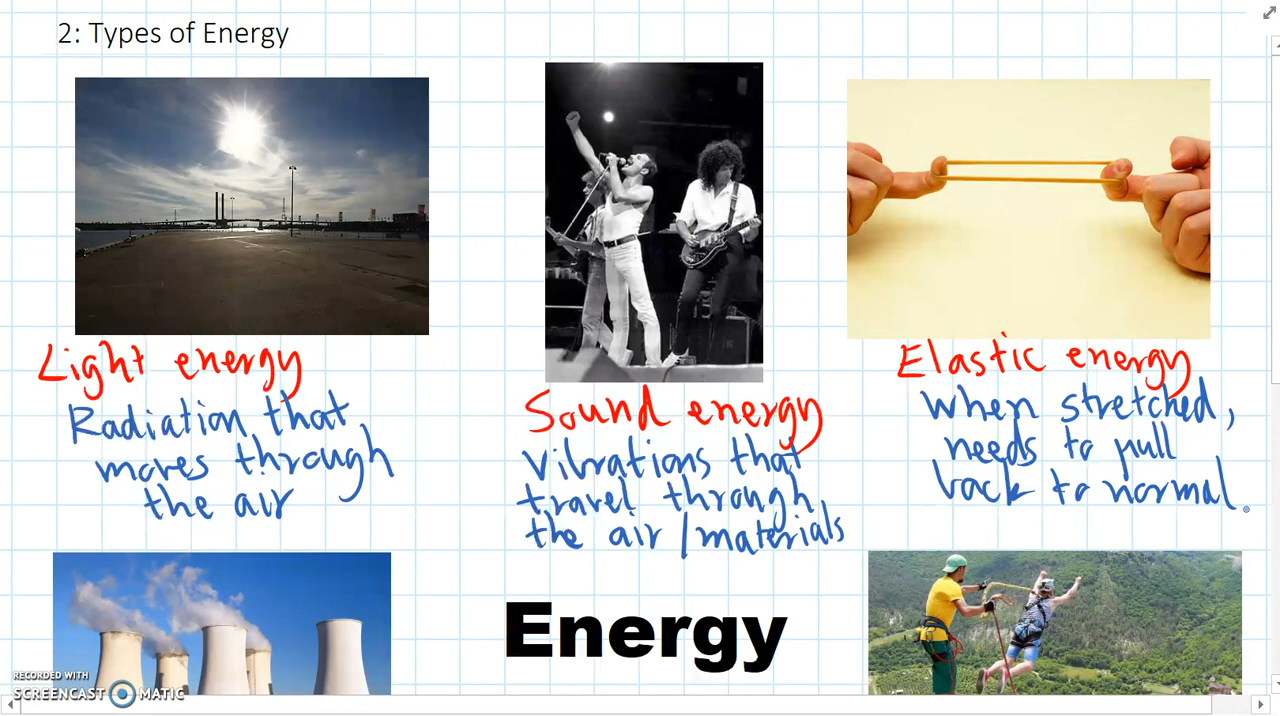 2: Types of Energy
Light energy
Radiation that
moves through
the air
Sound energy
Vibrations that
travel through
the air / materials
Elastic energy
When stretched,
needs to pull
back to normal.
Energy
RECORDED WITH
SCREENCAST MATIC